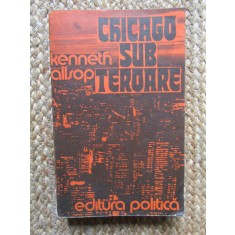 CHICAGO
kenneth SUB
allsop TEROARE
editura politică